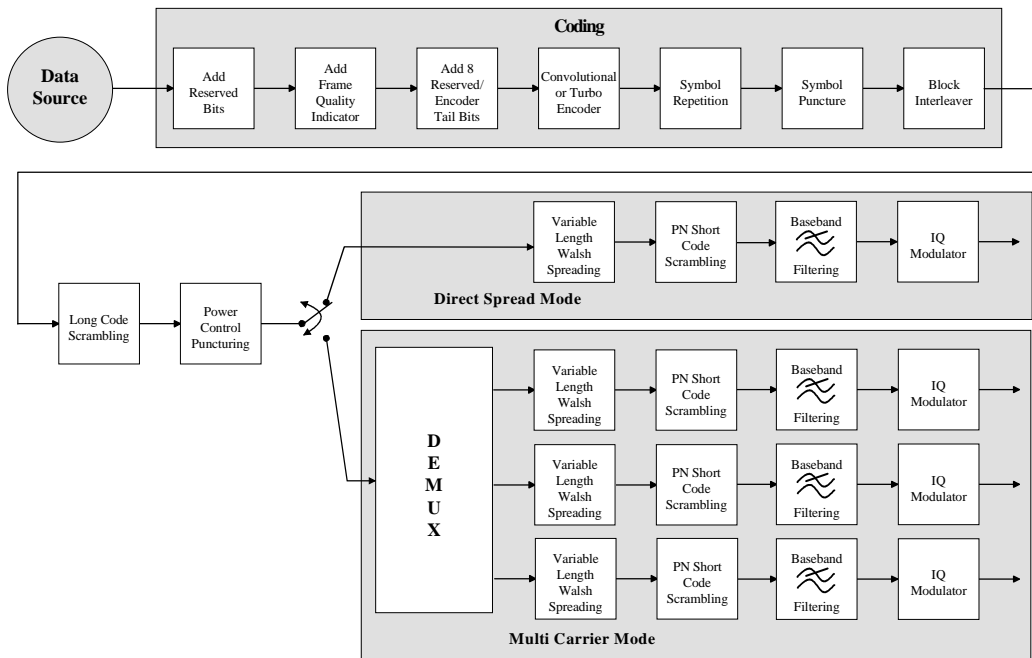 Coding
Data
Source
Add
Reserved
Bits
Add
Frame
Quality
Indicator
Add 8
Reserved/
Encoder
Tail Bits
Convolutional
or Turbo
Encoder
Symbol
Repetition
Symbol
Puncture
Block
Interleaver
Variable
Length
Walsh
Spreading
PN Short
Code
Scrambling
Baseband
Filtering
IQ
Modulator
Direct Spread Mode
Long Code
Scrambling
Power
Control
Puncturing
D
E
M
U
X
Variable
Length
Walsh
Spreading
PN Short
Code
Scrambling
Baseband
Filtering
IQ
Modulator
Variable
Length
Walsh
Spreading
PN Short
Code
Scrambling
Baseband
Filtering
IQ
Modulator
Variable
Length
Walsh
Spreading
PN Short
Code
Scrambling
Baseband
Filtering
IQ
Modulator
Multi Carrier Mode